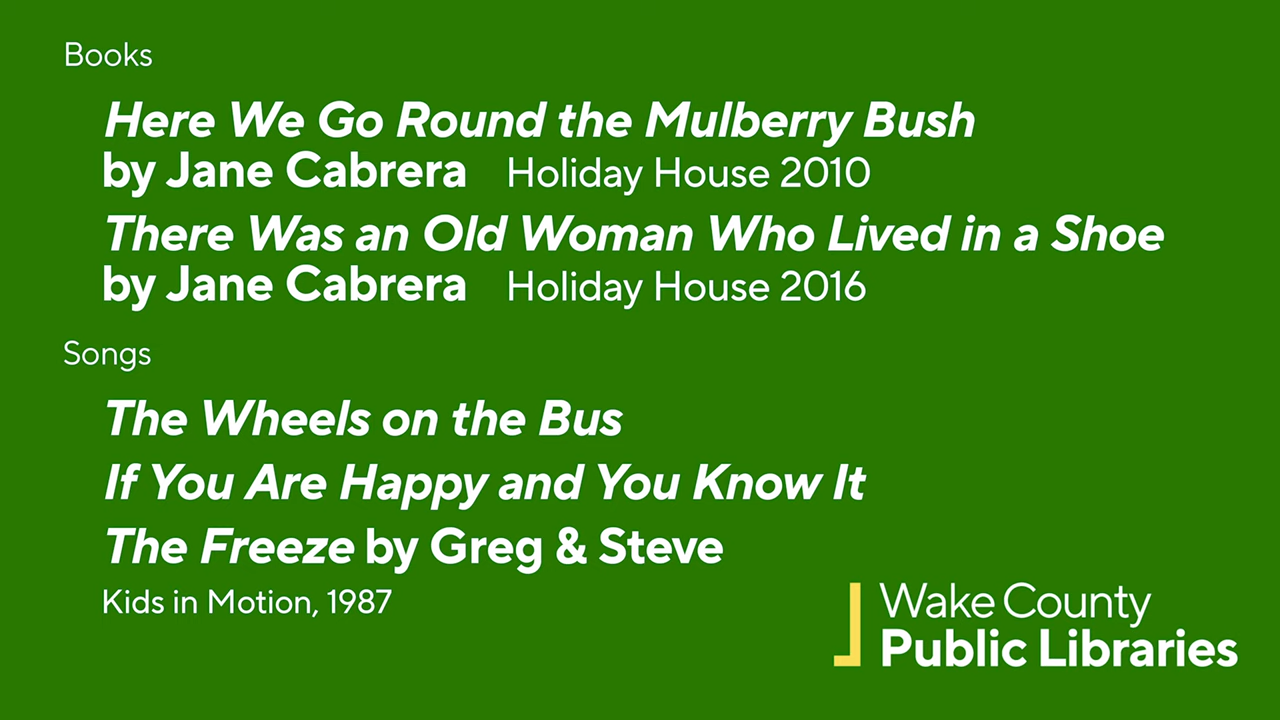 Books
Here We Go Round the Mulberry Bush
by Jane Cabrera Holiday House 2010
There Was an Old Woman Who Lived in a Shoe
by Jane Cabrera Holiday House 2016
Songs
The Wheels on the Bus
If You Are Happy and You Know It
The Freeze by Greg & Steve
Kids in Motion, 1987
Wake County
Public Libraries